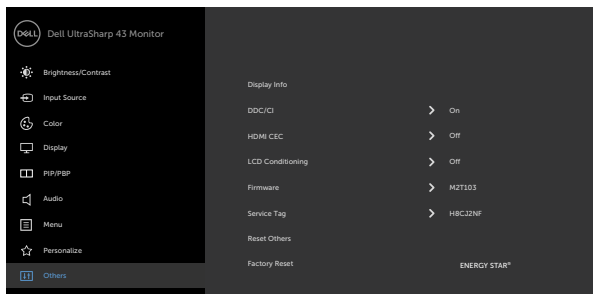 DELL Dell UltraSharp 43 Monitor
Brightness/Contrast
Input Source
Color
Display
PIP/PBP
Audio
Menu
Personalize
Others
Display Info
DDC/CI On
HDMI CEC Off
LCD Conditioning Off
Firmware M2T103
Service Tag H8CJ2NF
Reset Others
Factory Reset ENERGY STAR®